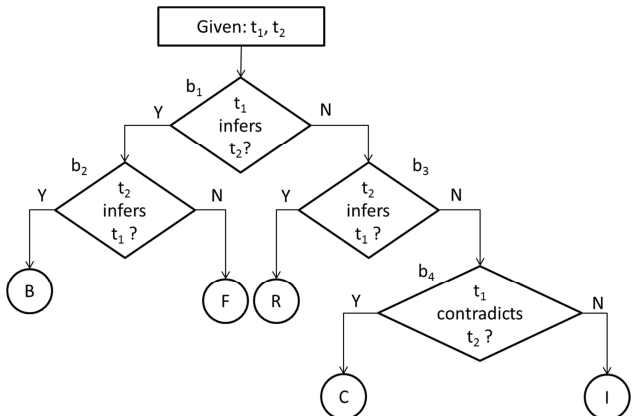 Given: t₁, t₂
b₁
t₁
infers
t₂?
Y
N
b₂
t₂
infers
t₁ ?
Y
N
b₃
t₂
infers
t₁ ?
Y
N
B
F
R
b₄
t₁
contradicts
t₂ ?
Y
N
C
I